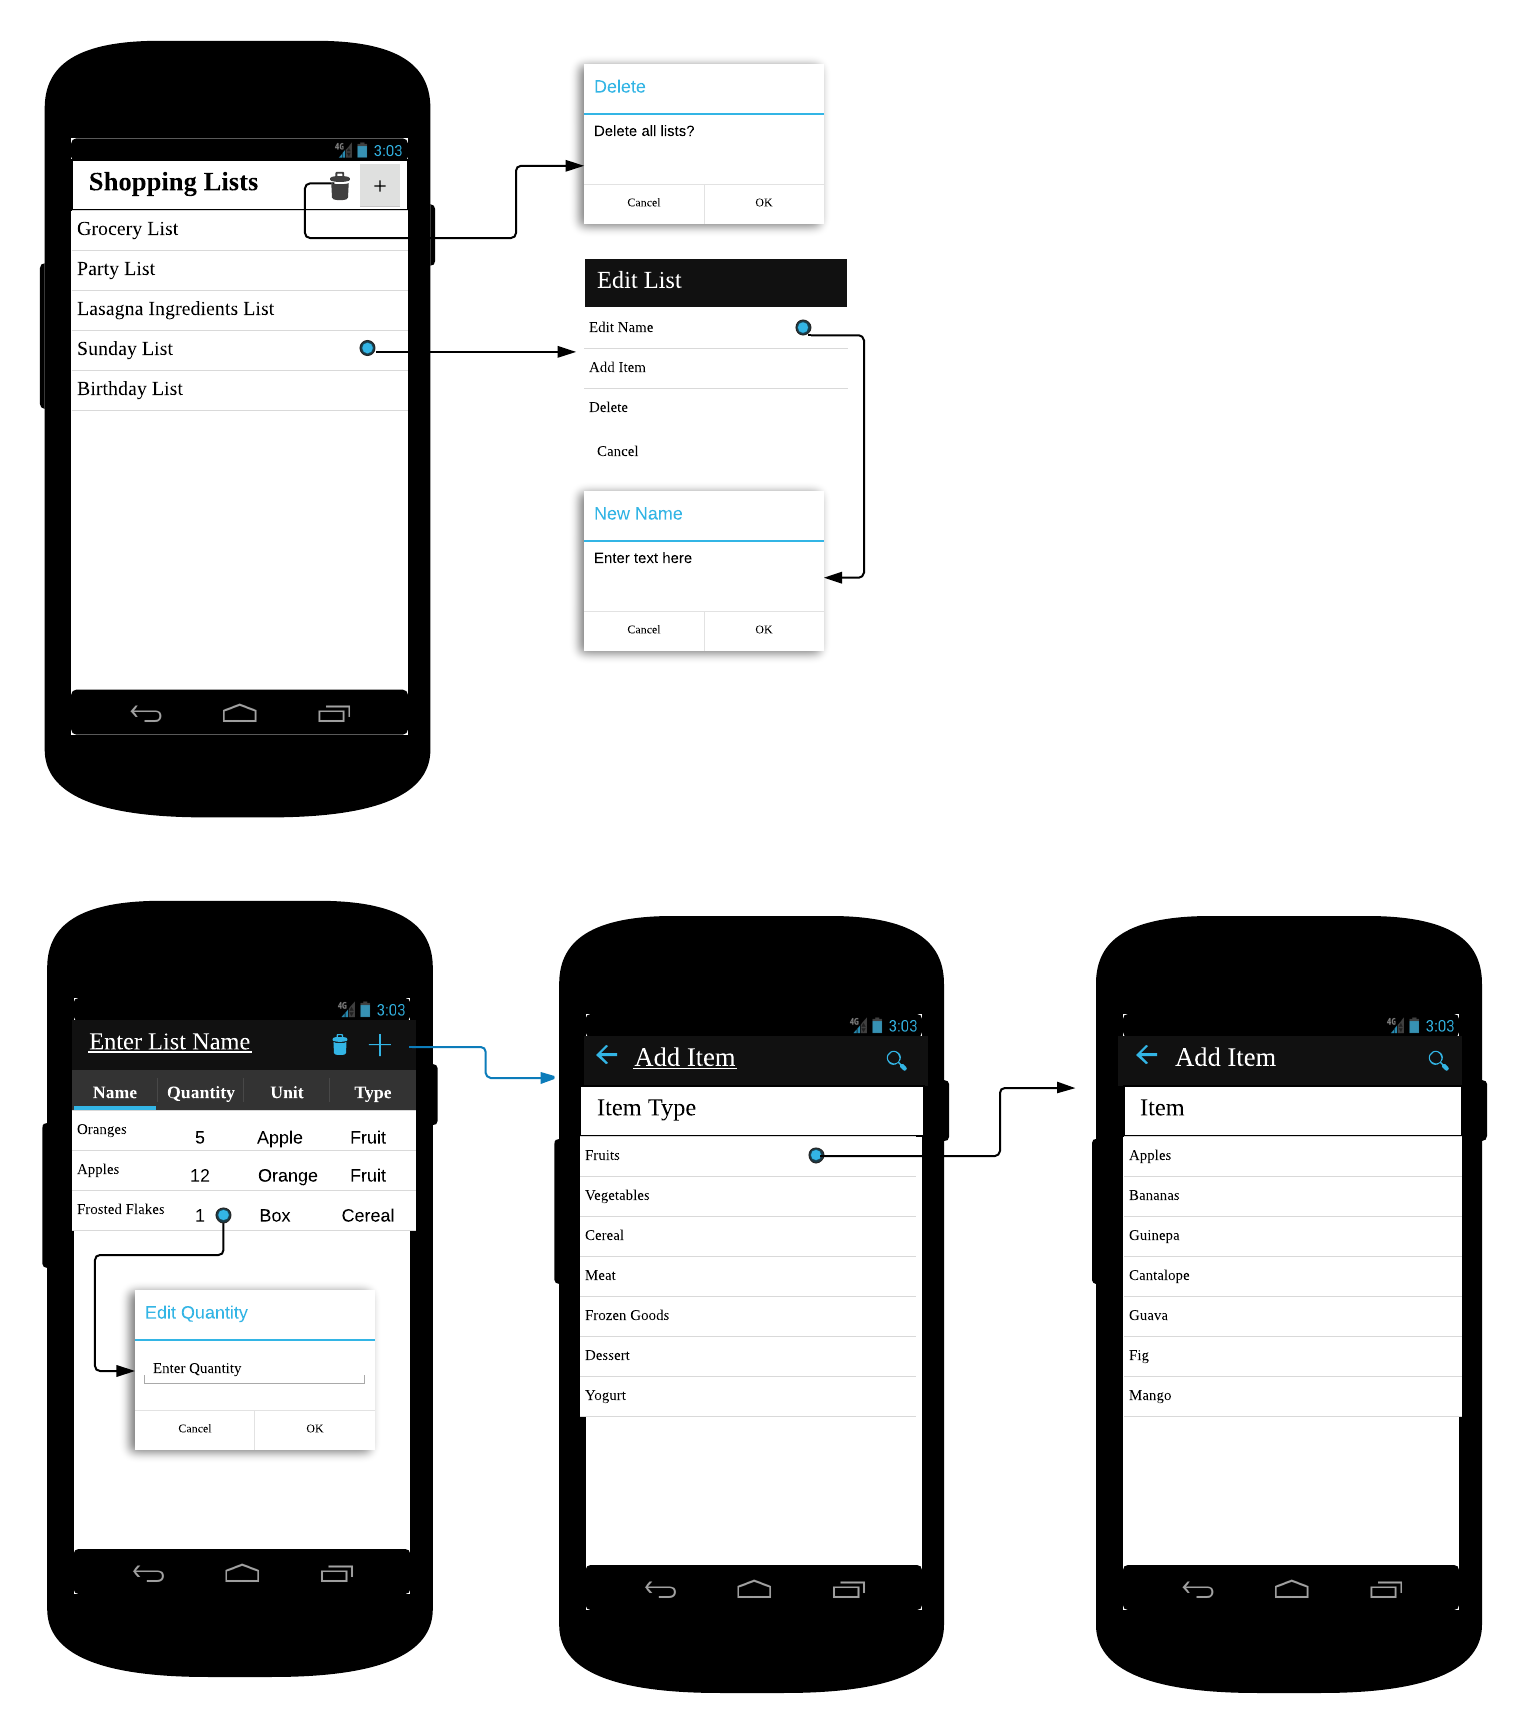 4G 3:03
Shopping Lists +
Grocery List
Party List
Lasagna Ingredients List
Sunday List
Birthday List
Delete
Delete all lists?
Cancel OK
Edit List
Edit Name
Add Item
Delete
Cancel
New Name
Enter text here
Cancel OK
4G 3:03
Enter List Name
Name Quantity Unit Type
Oranges 5 Apple Fruit
Apples 12 Orange Fruit
Frosted Flakes 1 Box Cereal
Edit Quantity
Enter Quantity
Cancel OK
4G 3:03
Add Item
Item Type
Fruits
Vegetables
Cereal
Meat
Frozen Goods
Dessert
Yogurt
4G 3:03
Add Item
Item
Apples
Bananas
Guinepa
Cantalope
Guava
Fig
Mango